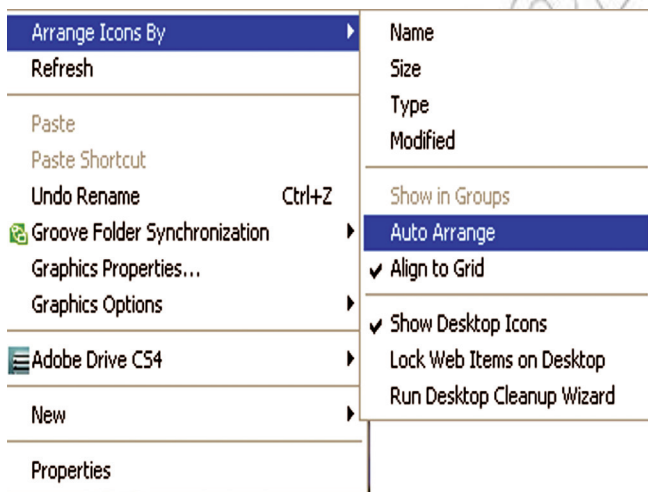 Arrange Icons By
Refresh
Paste
Paste Shortcut
Undo Rename Ctrl+Z
Groove Folder Synchronization
Graphics Properties...
Graphics Options
Adobe Drive CS4
New
Properties
Name
Size
Type
Modified
Show in Groups
Auto Arrange
Align to Grid
Show Desktop Icons
Lock Web Items on Desktop
Run Desktop Cleanup Wizard